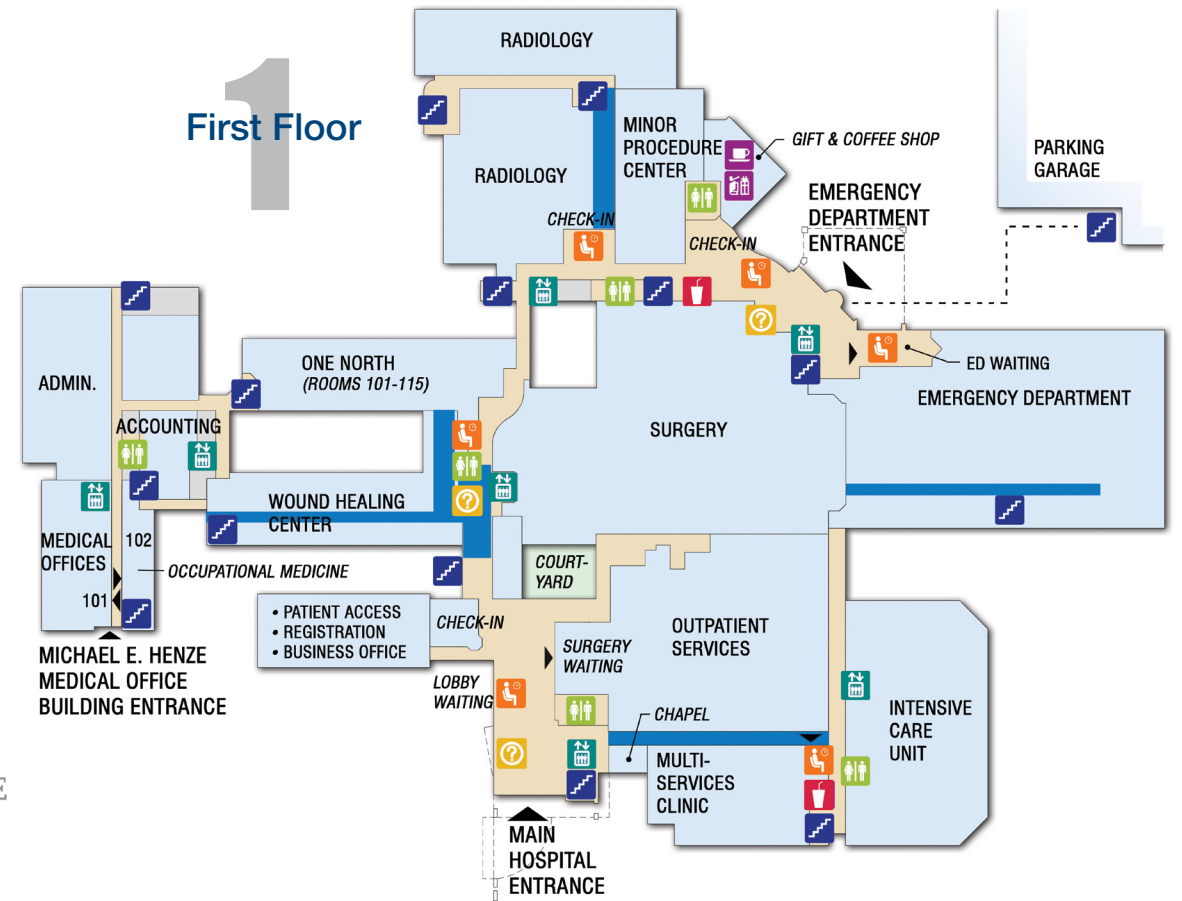 1
First Floor
RADIOLOGY
RADIOLOGY
MINOR
PROCEDURE
CENTER
GIFT & COFFEE SHOP
PARKING
GARAGE
EMERGENCY
DEPARTMENT
ENTRANCE
CHECK-IN
CHECK-IN
?
ED WAITING
EMERGENCY DEPARTMENT
ONE NORTH
(ROOMS 101-115)
ADMIN.
ACCOUNTING
SURGERY
WOUND HEALING
CENTER
?
MEDICAL
OFFICES
102
101
OCCUPATIONAL MEDICINE
COURT-
YARD
• PATIENT ACCESS
• REGISTRATION
• BUSINESS OFFICE
CHECK-IN
SURGERY
WAITING
OUTPATIENT
SERVICES
MICHAEL E. HENZE
MEDICAL OFFICE
BUILDING ENTRANCE
LOBBY
WAITING
CHAPEL
INTENSIVE
CARE
UNIT
?
MULTI-
SERVICES
CLINIC
MAIN
HOSPITAL
ENTRANCE